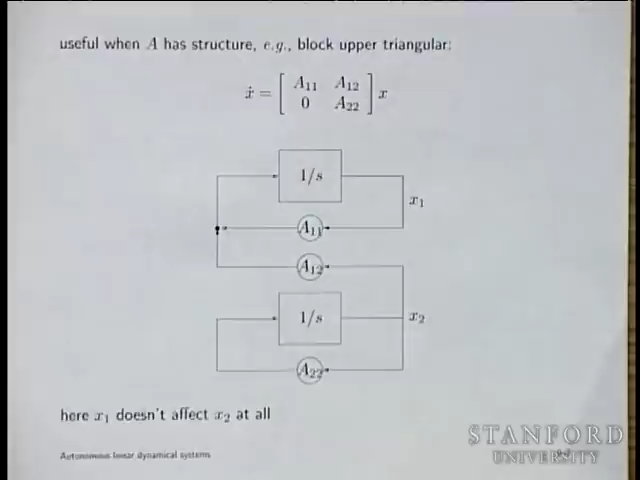 useful when A has structure, e.g., block upper triangular:
ẋ = [ A11 A12
0 A22 ] x
1/s
x1
A11
A12
1/s
x2
A22
here x1 doesn't affect x2 at all
Autonomous linear dynamical systems
STANFORD
UNIVERSITY